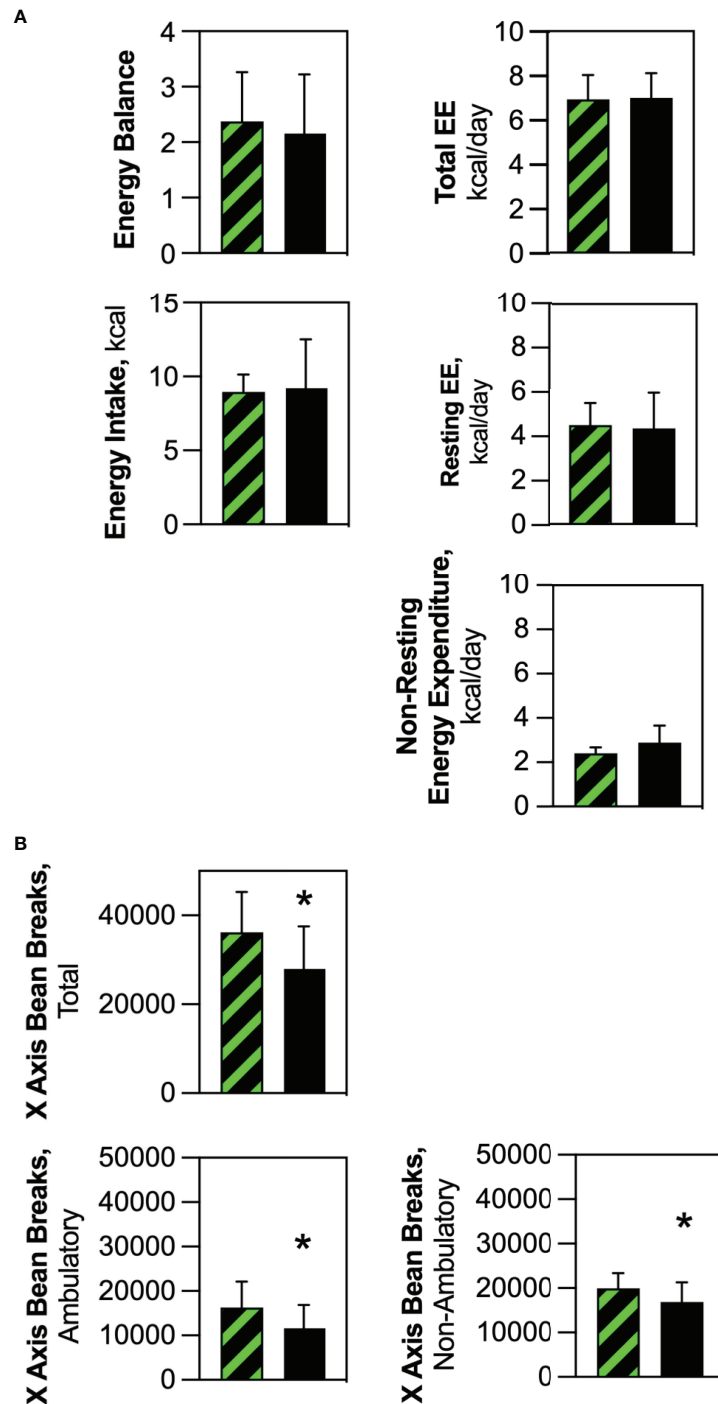 A
Energy Balance
4
3
2
1
0
Total EE
kcal/day
10
8
6
4
2
0
Energy Intake, kcal
15
10
5
0
Resting EE,
kcal/day
10
8
6
4
2
0
Non-Resting
Energy Expenditure,
kcal/day
10
8
6
4
2
0
B
X Axis Bean Breaks,
Total
40000
20000
0
*
X Axis Bean Breaks,
Ambulatory
50000
40000
30000
20000
10000
0
*
X Axis Bean Breaks,
Non-Ambulatory
50000
40000
30000
20000
10000
0
*